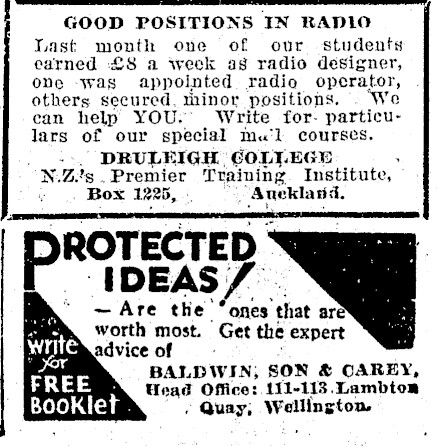 GOOD POSITIONS IN RADIO
Last month one of our students
earned £8 a week as radio designer,
one was appointed radio operator,
others secured minor positions. We
can help YOU. Write for particu-
lars of our special mail courses.
DRULEIGH COLLEGE
N.Z.'s Premier Training Institute,
Box 1225, Auckland.
PROTECTED
IDEAS!
— Are the ones that are
worth most. Get the expert
advice of
BALDWIN, SON & CAREY,
Head Office: 111-113 Lambton
Quay, Wellington.
Write
for
FREE
BOOKlet